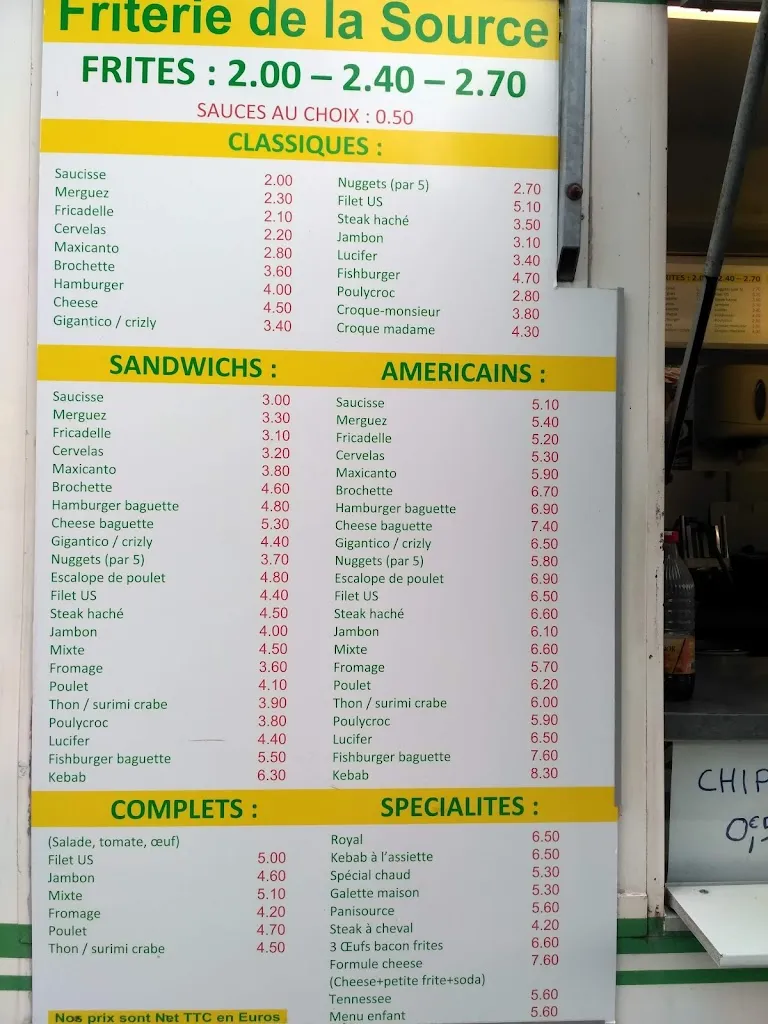 Friterie de la Source
FRITES : 2.00 – 2.40 – 2.70
SAUCES AU CHOIX : 0.50
CLASSIQUES :
Saucisse 2.00
Merguez 2.30
Fricadelle 2.10
Cervelas 2.20
Maxicanto 2.80
Brochette 3.60
Hamburger 4.00
Cheese 4.50
Gigantico / crizly 3.40
Nuggets (par 5) 2.70
Filet US 5.10
Steak haché 3.50
Jambon 3.10
Lucifer 3.40
Fishburger 4.70
Poulycroc 2.80
Croque-monsieur 3.80
Croque madame 4.30
SANDWICHS :
Saucisse 3.00
Merguez 3.30
Fricadelle 3.10
Cervelas 3.20
Maxicanto 3.80
Brochette 4.60
Hamburger baguette 4.80
Cheese baguette 5.30
Gigantico / crizly 4.40
Nuggets (par 5) 3.70
Escalope de poulet 4.80
Filet US 4.40
Steak haché 4.50
Jambon 4.00
Mixte 4.50
Fromage 3.60
Poulet 4.10
Thon / surimi crabe 3.90
Poulycroc 3.80
Lucifer 4.40
Fishburger baguette 5.50
Kebab 6.30
AMERICAINS :
Saucisse 5.10
Merguez 5.40
Fricadelle 5.20
Cervelas 5.30
Maxicanto 5.90
Brochette 6.70
Hamburger baguette 6.90
Cheese baguette 7.40
Gigantico / crizly 6.50
Nuggets (par 5) 5.80
Escalope de poulet 6.90
Filet US 6.50
Steak haché 6.60
Jambon 6.10
Mixte 6.60
Fromage 5.70
Poulet 6.20
Thon / surimi crabe 6.00
Poulycroc 5.90
Lucifer 6.50
Fishburger baguette 7.60
Kebab 8.30
COMPLETS :
(Salade, tomate, œuf)
Filet US 5.00
Jambon 4.60
Mixte 5.10
Fromage 4.20
Poulet 4.70
Thon / surimi crabe 4.50
Nos prix sont Net TTC en Euros
SPECIALITES :
Royal 6.50
Kebab à l'assiette 6.50
Spécial chaud 5.30
Galette maison 5.30
Panisource 5.60
Steak à cheval 4.20
3 Œufs bacon frites 6.60
Formule cheese 7.60
(Cheese+petite frite+soda)
Tennessee 5.60
Menu enfant 5.60
CHIP